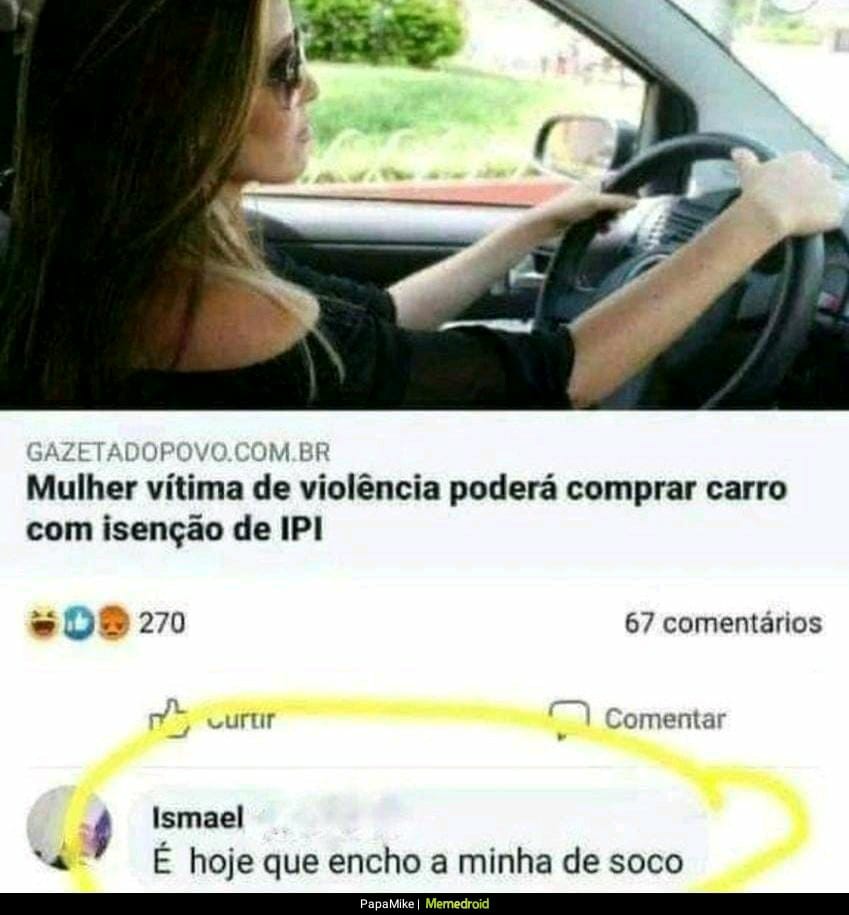 GAZETADOPOVO.COM.BR
Mulher vítima de violência poderá comprar carro
com isenção de IPI
270
67 comentários
Curtir
Comentar
Ismael
É hoje que encho a minha de soco
PapaMike | Memedroid